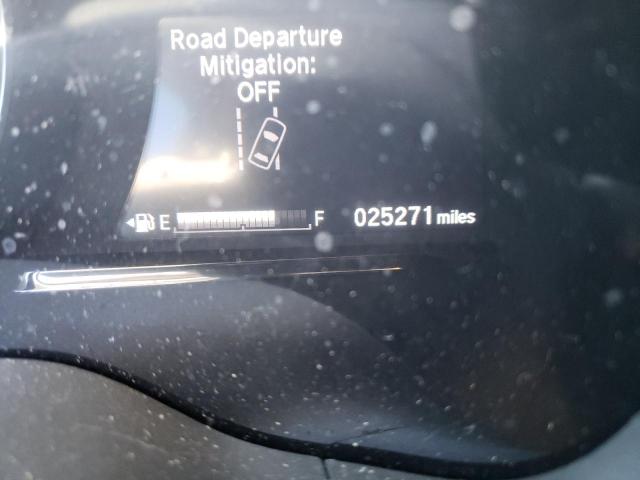 Road Departure
Mitigation:
OFF
E F 025271 miles